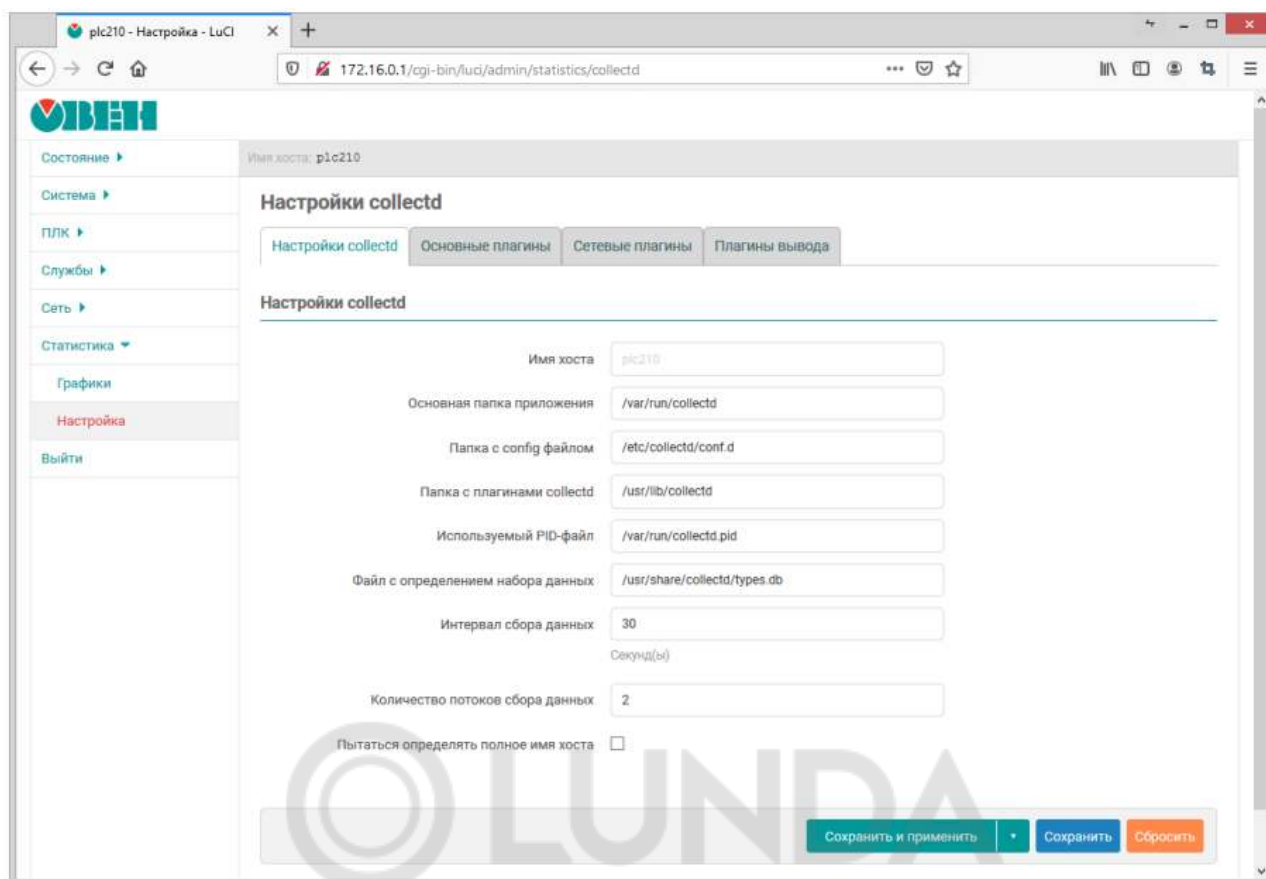 plc210 - Настройка - LuCI
172.16.0.1/cgi-bin/luci/admin/statistics/collectd
ОВЕН
Состояние
Имя хоста: plc210
Система
Настройки collectd
ПЛК
Настройки collectd Основные плагины Сетевые плагины Плагины вывода
Службы
Сеть
Настройки collectd
Статистика
Имя хоста plc210
Графики
Основная папка приложения /var/run/collectd
Настройка
Папка с config файлом /etc/collectd/conf.d
Выйти
Папка с плагинами collectd /usr/lib/collectd
Используемый PID-файл /var/run/collectd.pid
Файл с определением набора данных /usr/share/collectd/types.db
Интервал сбора данных 30
Секунд(ы)
Количество потоков сбора данных 2
Пытаться определять полное имя хоста
LUNDA
Сохранить и применить Сохранить Сбросить